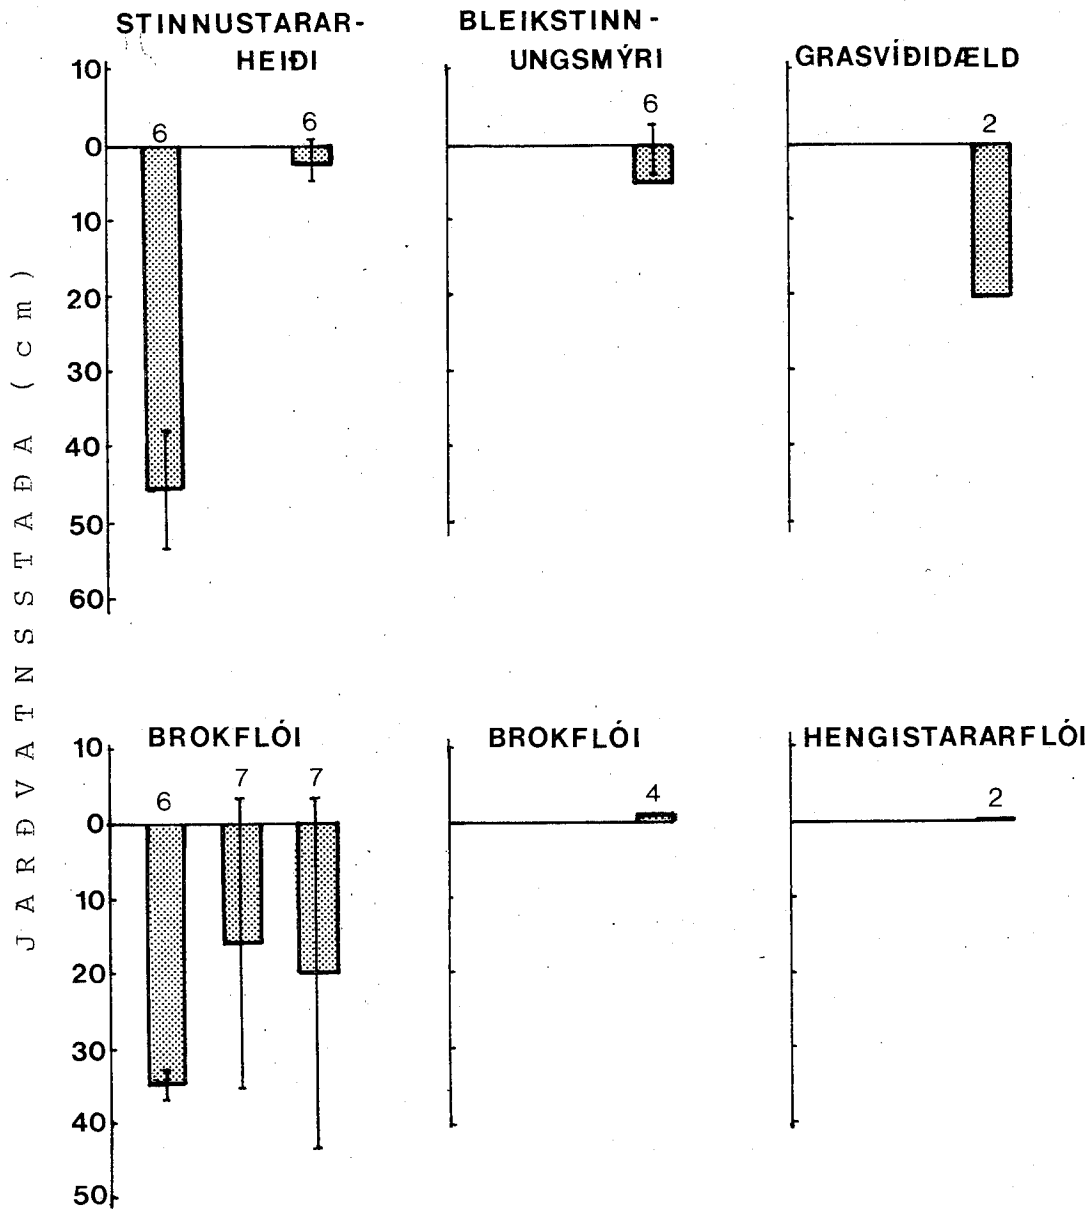 STINNUSTARAR-
HEIÐI
BLEIKSTINN-
UNGSMÝRI
GRASVÍÐIDÆLD
10
0
10
20
30
40
50
60
6
6
6
2
JARÐVATNSSTAÐA (cm)
BROKFLÓI
BROKFLÓI
HENGISTARARFLÓI
10
0
10
20
30
40
50
6
7
7
4
2